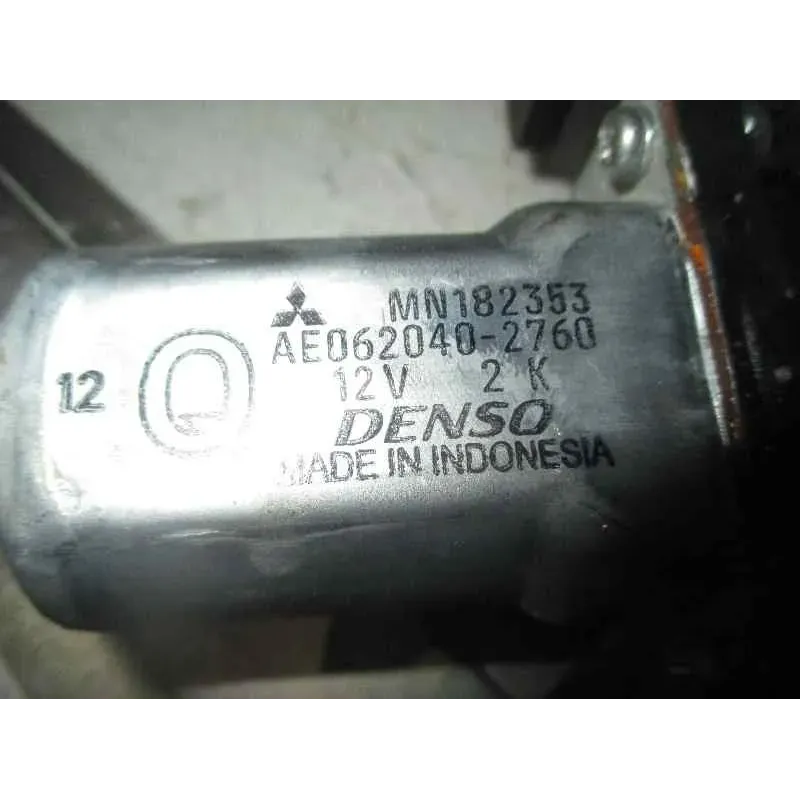 MN182353
AE062040-2760
12 Q 12V 2 K
DENSO
MADE IN INDONESIA